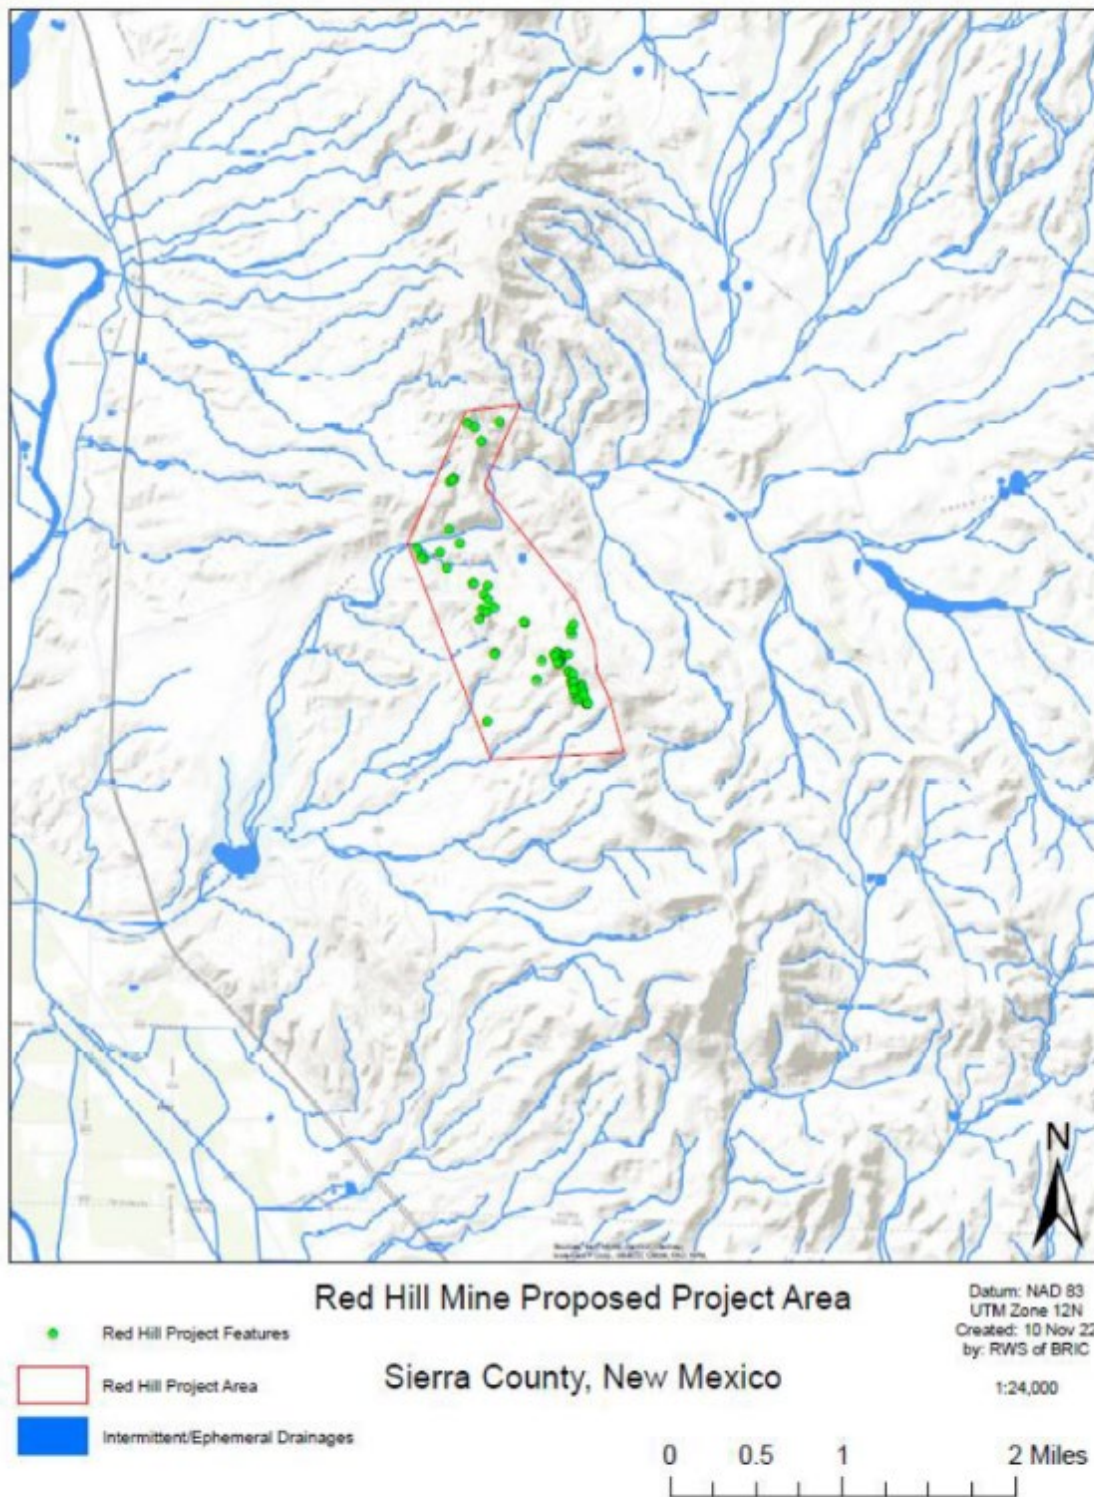 N
Red Hill Mine Proposed Project Area
Sierra County, New Mexico
Red Hill Project Features
Red Hill Project Area
Intermittent/Ephemeral Drainages
Datum: NAD 83
UTM Zone 12N
Created: 10 Nov 22
by: RWS of BRIC
1:24,000
0 0.5 1 2 Miles